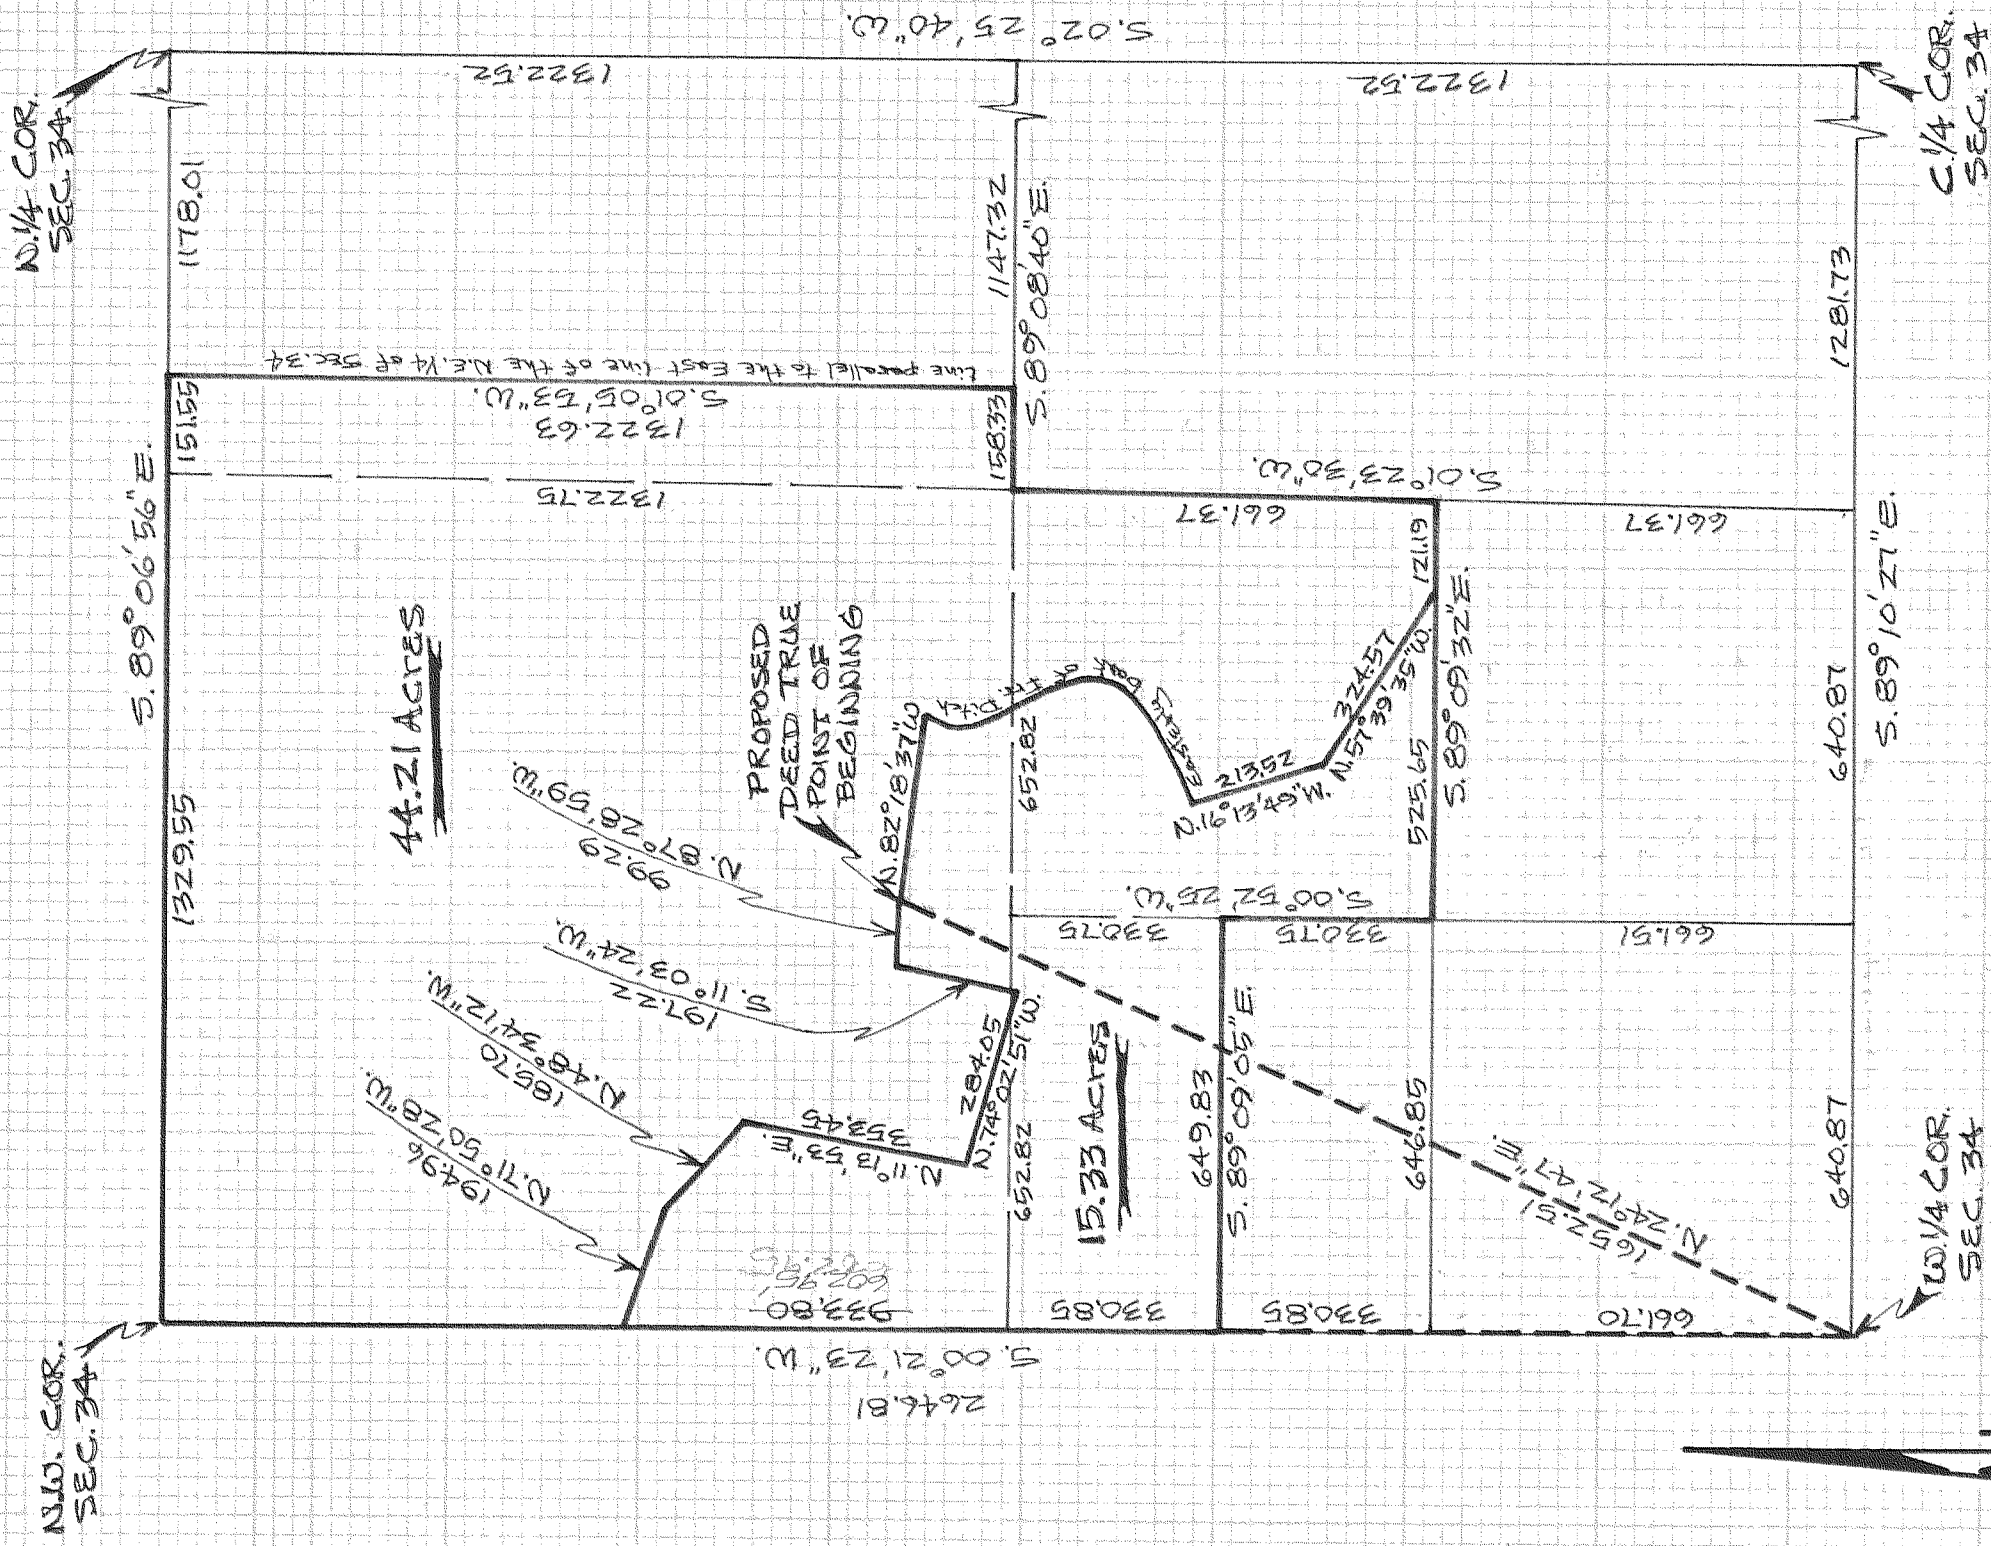 N.1/4 COR.
SEC. 34
S.02° 25' 40" W.
1322.52
1322.52
C.1/4 COR.
SEC. 34
1178.01
1147.32
S.89°08'40"E.
1281.73
Line parallel to the East line of the N.E. 1/4 of Sec. 34
S.01°05'53"W.
1322.63
151.55
158.33
S.89°06'56"E.
1322.75
S.01°23'30"W.
661.37
661.37
121.19
S.89°10'27"E.
44.21 Acres
PROPOSED
DEED TRUE
POINT OF
BEGINNING
1329.55
N.82°18'37"W
Easterly Bank of Irr. Ditch
652.82
213.52
N.16°13'49"W.
324.57
N.57°39'35"W.
525.65
S.89°09'32"E.
640.87
N. 87° 28' 59" W.
99.29
S. 11° 03' 24" W.
197.22
N.48°34'12"W.
185.70
N.71°50'28"W.
194.96
S.00°52'25"W.
330.75
330.75
661.51
284.05
N.74°02'51"W.
353.45
N.11°13'53"E.
652.82
15.33 Acres
649.83
S.89°09'05"E.
646.85
1652.51
N.24°12'47"E.
640.87
933.80
602.95
330.85
330.85
661.70
S.00°21'23"W.
2646.81
N.W. COR.
SEC. 34
W.1/4 COR.
SEC. 34